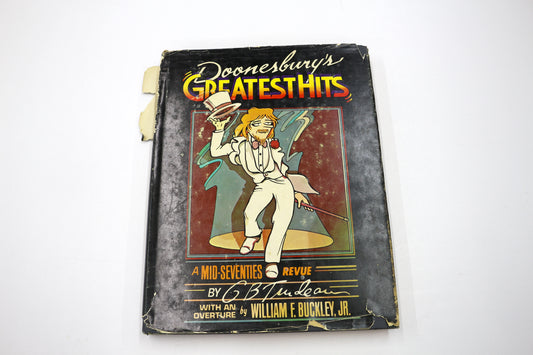 Doonesbury's
GREATEST HITS
A MID-SEVENTIES REVUE
BY G B Trudeau
WITH AN OVERTURE by WILLIAM F. BUCKLEY, JR.